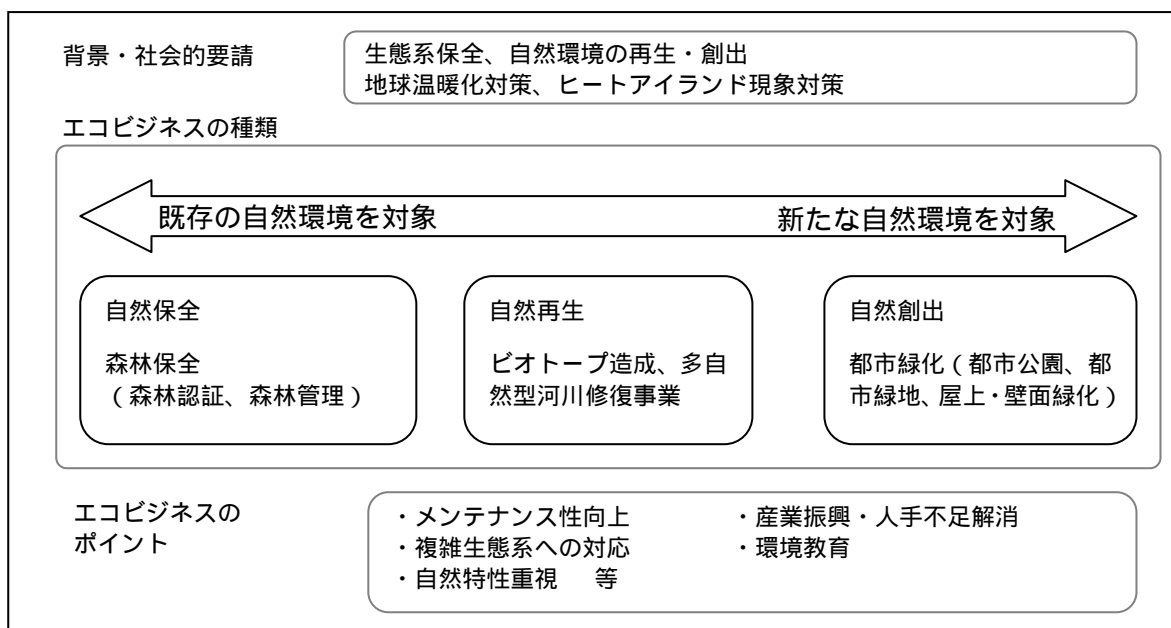 背景・社会的要請
生態系保全、自然環境の再生・創出
地球温暖化対策、ヒートアイランド現象対策
エコビジネスの種類
既存の自然環境を対象
新たな自然環境を対象
自然保全
森林保全
（森林認証、森林管理）
自然再生
ビオトープ造成、多自
然型河川修復事業
自然創出
都市緑化（都市公園、都
市緑地、屋上・壁面緑化）
エコビジネスの
ポイント
・メンテナンス性向上
・複雑生態系への対応
・自然特性重視 等
・産業振興・人手不足解消
・環境教育